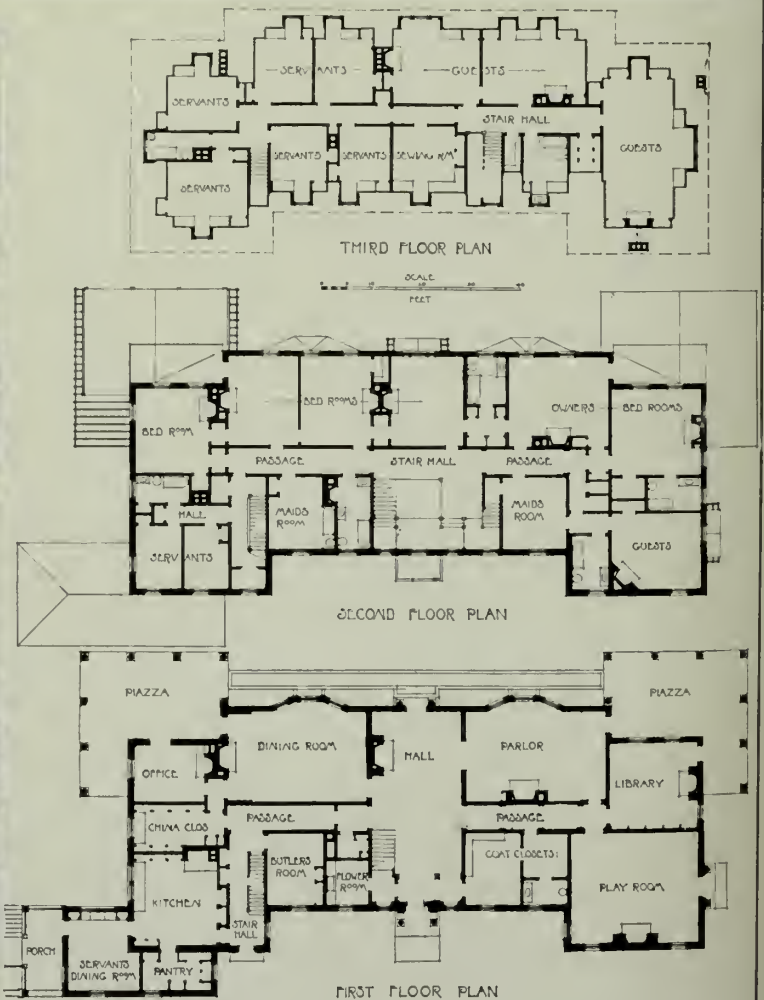 SERVANTS
GUESTS
SERVANTS
STAIR HALL
GUESTS
SERVANTS
SERVANTS
SEWING R'M
SERVANTS
THIRD FLOOR PLAN
SCALE
FEET
BED ROOMS
OWNERS BED ROOMS
BED ROOM
PASSAGE
STAIR HALL
PASSAGE
MAIDS
ROOM
MAIDS
ROOM
HALL
SERVANTS
GUESTS
SECOND FLOOR PLAN
PIAZZA
PIAZZA
DINING ROOM
HALL
PARLOR
OFFICE
LIBRARY
PASSAGE
PASSAGE
CHINA CLOS
COAT CLOSETS
BUTLERS
ROOM
FLOWER
ROOM
PLAY ROOM
KITCHEN
STAIR
HALL
PORCH
SERVANTS
DINING ROOM
PANTRY
FIRST FLOOR PLAN